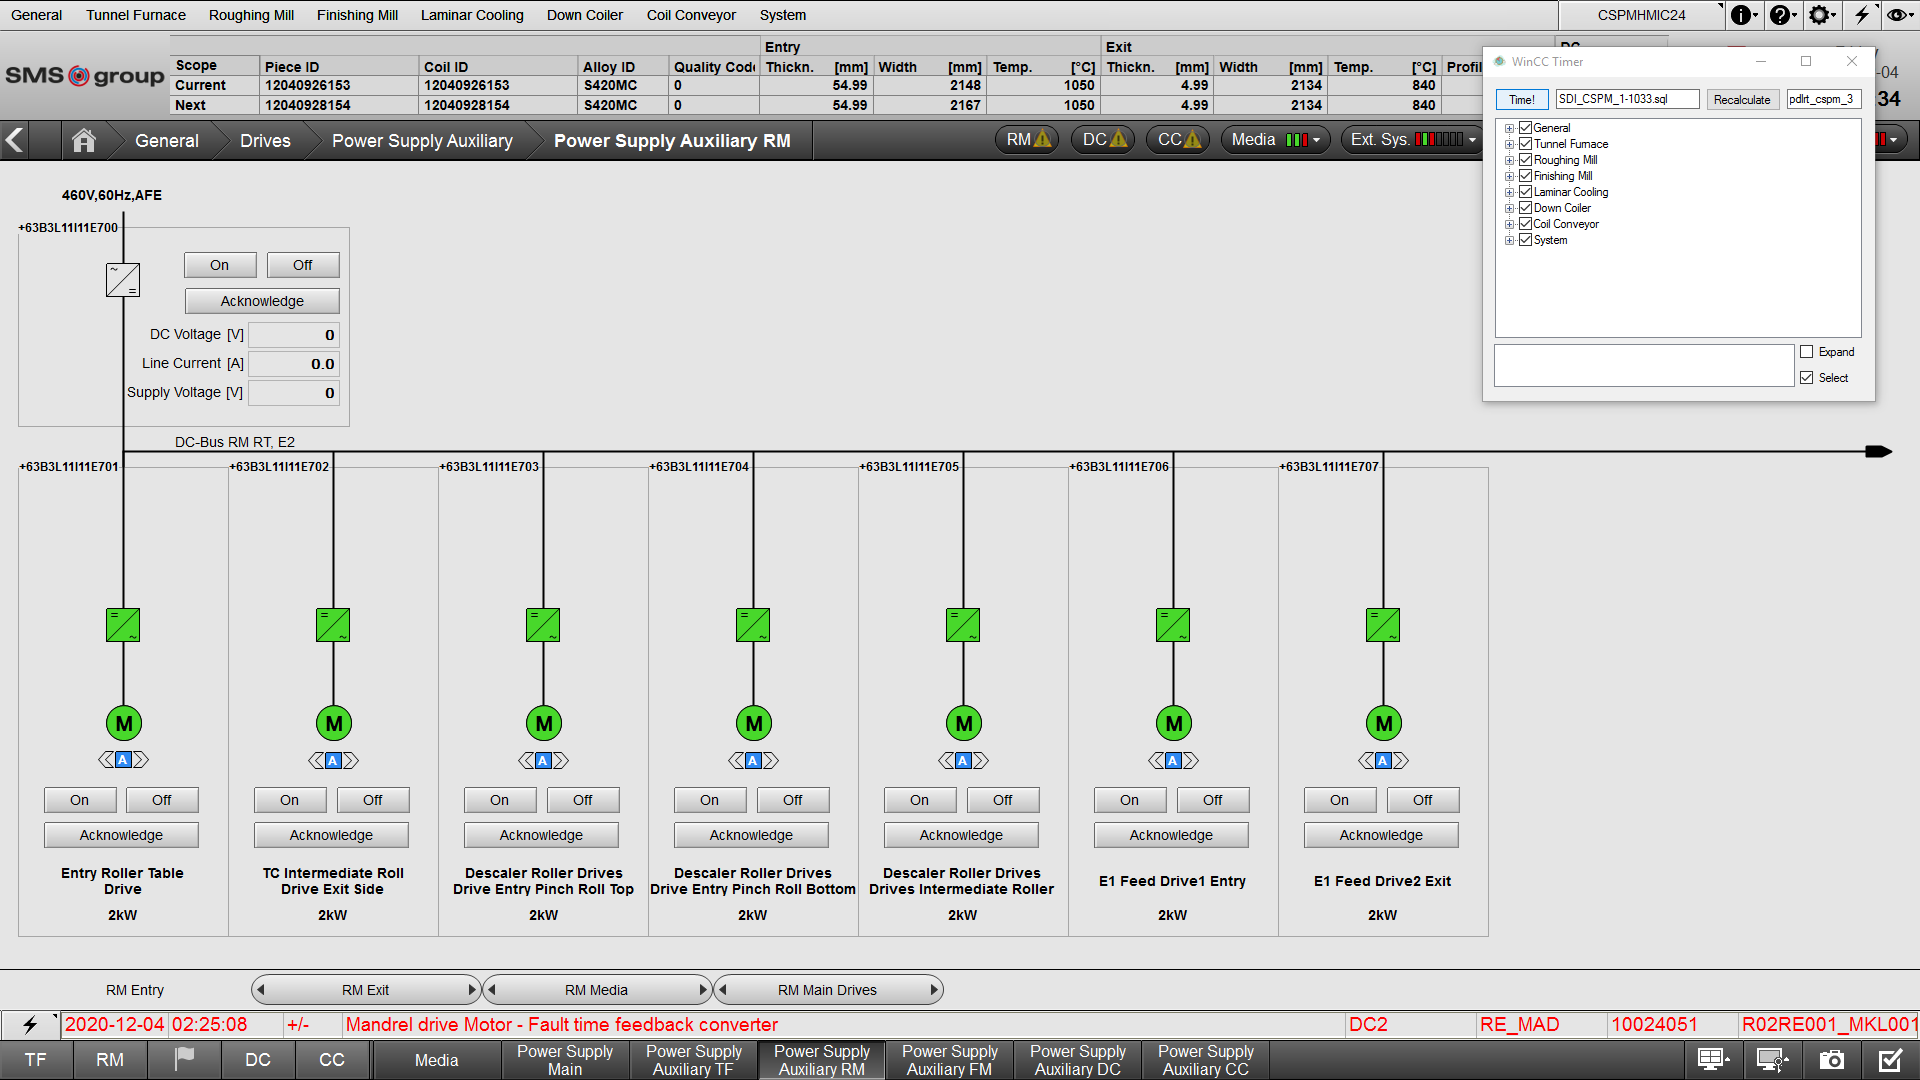 General Tunnel Furnace Roughing Mill Finishing Mill Laminar Cooling Down Coiler Coil Conveyor System CSPMHMIC24
SMS group
Entry Exit
Scope Piece ID Coil ID Alloy ID Quality Code Thickn. [mm] Width [mm] Temp. [°C] Thickn. [mm] Width [mm] Temp. [°C] Profil
Current 12040926153 12040926153 S420MC 0 54.99 2148 1050 4.99 2134 840
Next 12040928154 12040928154 S420MC 0 54.99 2167 1050 4.99 2134 840
-04
34
General Drives Power Supply Auxiliary Power Supply Auxiliary RM RM DC CC Media Ext. Sys.
WinCC Timer
Time! SDI_CSPM_1-1033.sql Recalculate pdlrt_cspm_3
General
Tunnel Furnace
Roughing Mill
Finishing Mill
Laminar Cooling
Down Coiler
Coil Conveyor
System
Expand
Select
460V,60Hz,AFE
+63B3L11I11E700
On Off
Acknowledge
DC Voltage [V] 0
Line Current [A] 0.0
Supply Voltage [V] 0
DC-Bus RM RT, E2
+63B3L11I11E701 +63B3L11I11E702 +63B3L11I11E703 +63B3L11I11E704 +63B3L11I11E705 +63B3L11I11E706 +63B3L11I11E707
M M M M M M M
A A A A A A A
On Off On Off On Off On Off On Off On Off On Off
Acknowledge Acknowledge Acknowledge Acknowledge Acknowledge Acknowledge Acknowledge
Entry Roller Table
Drive
2kW
TC Intermediate Roll
Drive Exit Side
2kW
Descaler Roller Drives
Drive Entry Pinch Roll Top
2kW
Descaler Roller Drives
Drive Entry Pinch Roll Bottom
2kW
Descaler Roller Drives
Drives Intermediate Roller
2kW
E1 Feed Drive1 Entry
2kW
E1 Feed Drive2 Exit
2kW
RM Entry RM Exit RM Media RM Main Drives
2020-12-04 02:25:08 +/- Mandrel drive Motor - Fault time feedback converter DC2 RE_MAD 10024051 R02RE001_MKL001
TF RM DC CC Media
Power Supply
Main
Power Supply
Auxiliary TF
Power Supply
Auxiliary RM
Power Supply
Auxiliary FM
Power Supply
Auxiliary DC
Power Supply
Auxiliary CC